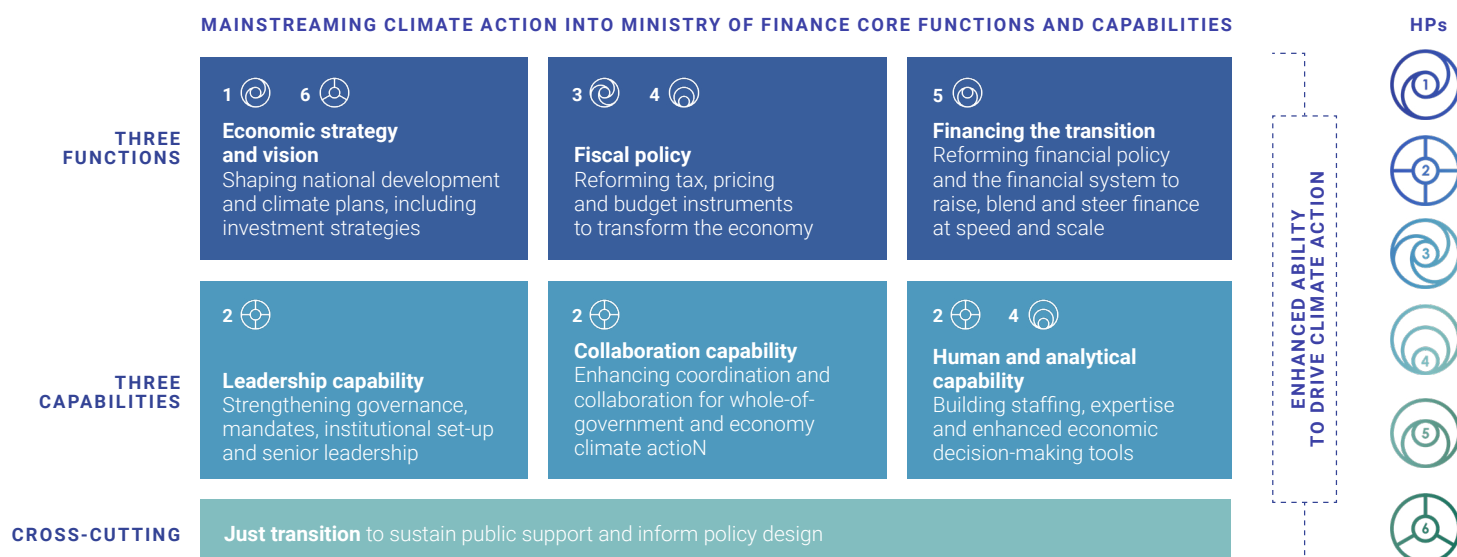 MAINSTREAMING CLIMATE ACTION INTO MINISTRY OF FINANCE CORE FUNCTIONS AND CAPABILITIES
HPs
THREE
FUNCTIONS
1 6
Economic strategy
and vision
Shaping national development
and climate plans, including
investment strategies
3 4
Fiscal policy
Reforming tax, pricing
and budget instruments
to transform the economy
5
Financing the transition
Reforming financial policy
and the financial system to
raise, blend and steer finance
at speed and scale
THREE
CAPABILITIES
2
Leadership capability
Strengthening governance,
mandates, institutional set-up
and senior leadership
2
Collaboration capability
Enhancing coordination and
collaboration for whole-of-
government and economy
climate actioN
2 4
Human and analytical
capability
Building staffing, expertise
and enhanced economic
decision-making tools
CROSS-CUTTING
Just transition to sustain public support and inform policy design
ENHANCED ABILITY
TO DRIVE CLIMATE ACTION
1
2
3
4
5
6